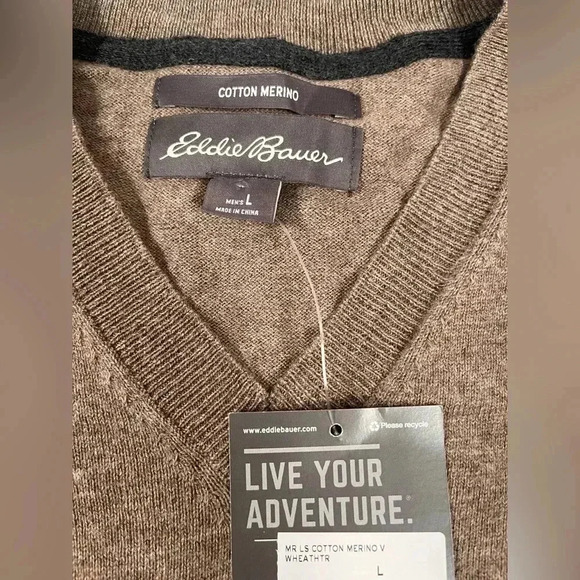 COTTON MERINO
Eddie Bauer
MEN'S L
MADE IN CHINA
www.eddiebauer.com
Please recycle
LIVE YOUR
ADVENTURE.
MR LS COTTON MERINO V
WHEATHTR
L